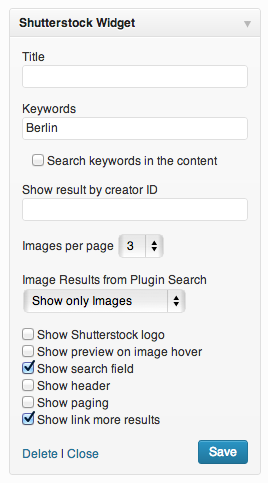 Shutterstock Widget
Title
Keywords
Berlin
Search keywords in the content
Show result by creator ID
Images per page 3
Image Results from Plugin Search
Show only Images
Show Shutterstock logo
Show preview on image hover
Show search field
Show header
Show paging
Show link more results
Delete | Close Save